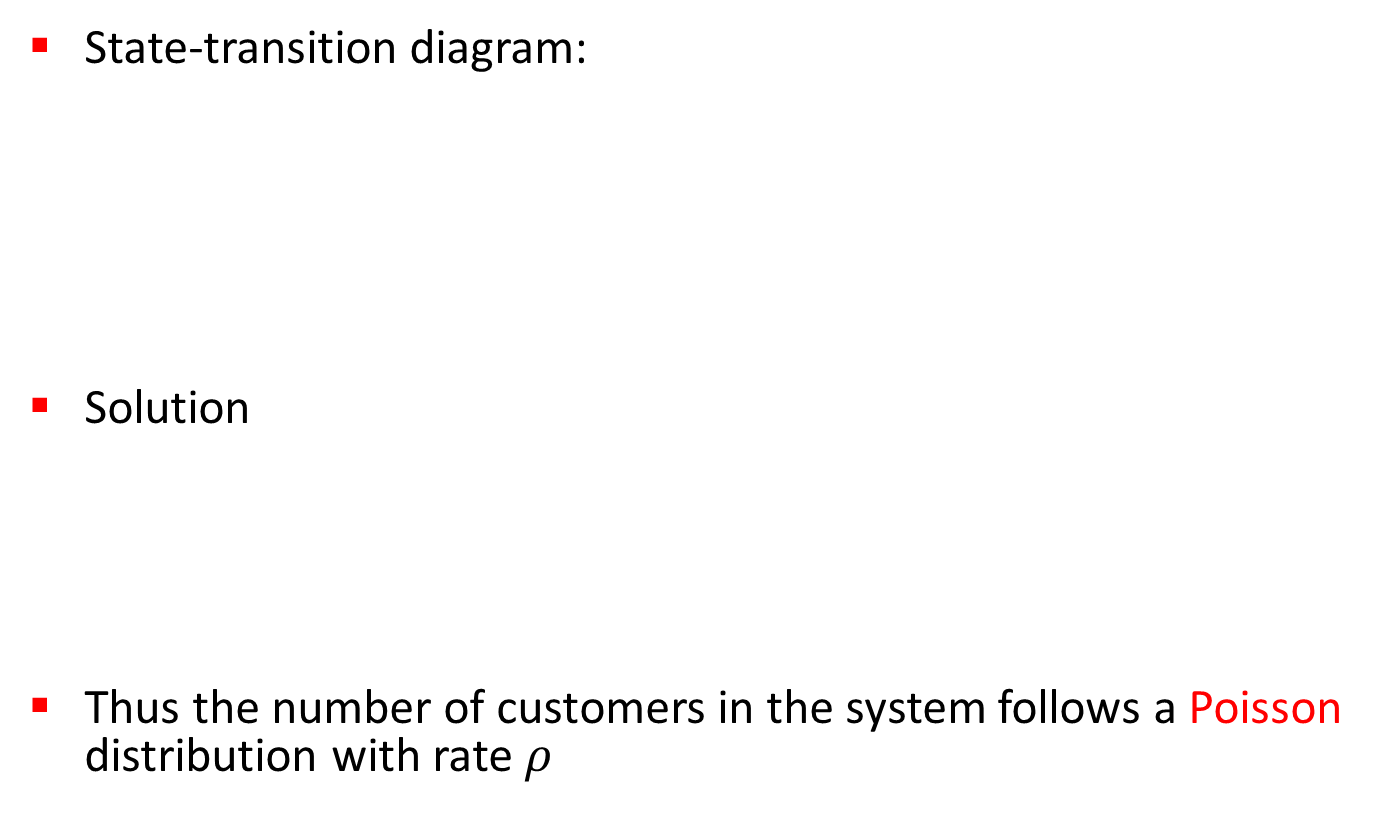 ▪ State-transition diagram:
▪ Solution
▪ Thus the number of customers in the system follows a Poisson
distribution with rate ρ